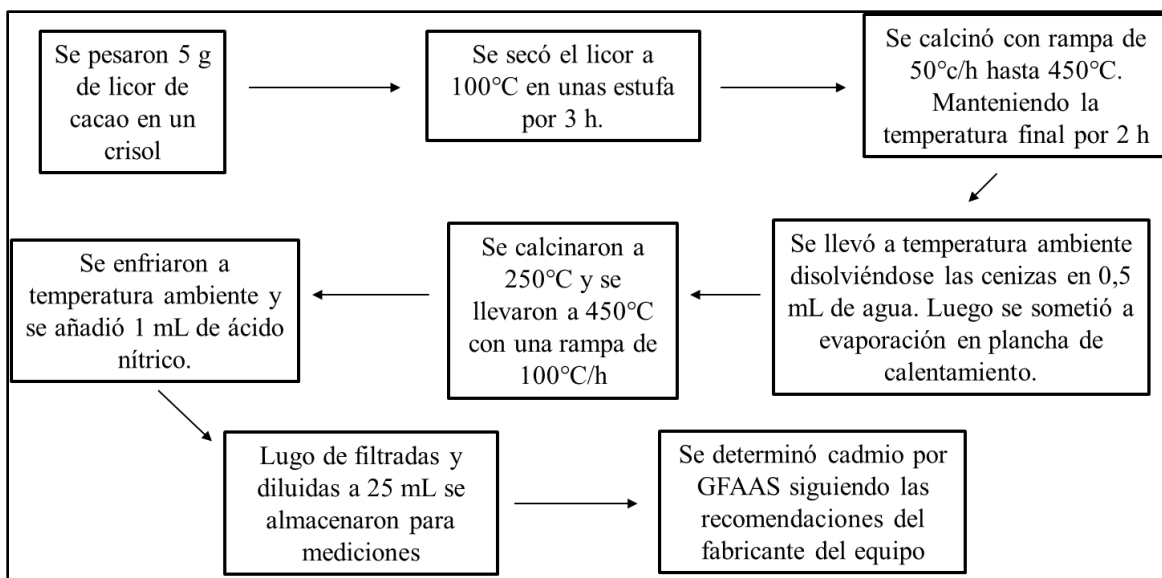 Se pesaron 5 g
de licor de
cacao en un
crisol
Se secó el licor a
100°C en unas estufa
por 3 h.
Se calcinó con rampa de
50°c/h hasta 450°C.
Manteniendo la
temperatura final por 2 h
Se llevó a temperatura ambiente
disolviéndose las cenizas en 0,5
mL de agua. Luego se sometió a
evaporación en plancha de
calentamiento.
Se calcinaron a
250°C y se
llevaron a 450°C
con una rampa de
100°C/h
Se enfriaron a
temperatura ambiente y
se añadió 1 mL de ácido
nítrico.
Lugo de filtradas y
diluidas a 25 mL se
almacenaron para
mediciones
Se determinó cadmio por
GFAAS siguiendo las
recomendaciones del
fabricante del equipo